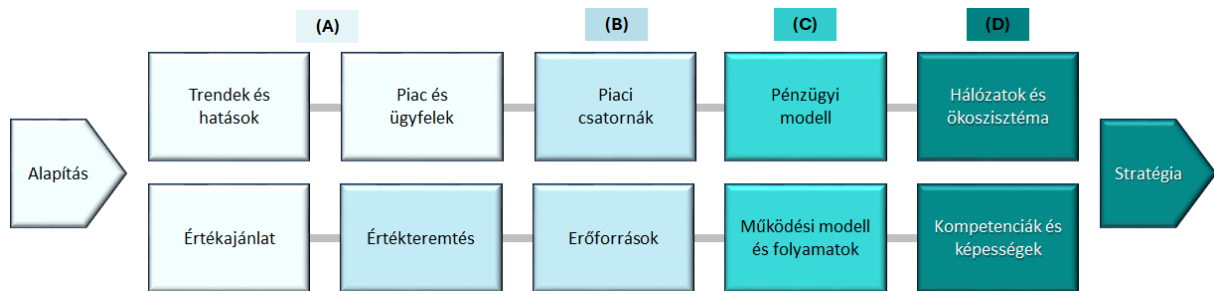 (A)
(B)
(C)
(D)
Alapítás
Trendek és
hatások
Piac és
ügyfelek
Piaci
csatornák
Pénzügyi
modell
Hálózatok és
ökoszisztéma
Értékajánlat
Értékteremtés
Erőforrások
Működési modell
és folyamatok
Kompetenciák és
képességek
Stratégia